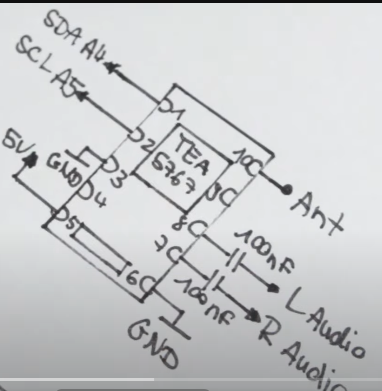 SDA A4
SCL A5
5V
GND
1
2
3
4
5
6
7
8
9
10
TEA
5767
Ant
100nF
L Audio
100nF
R Audio
GND